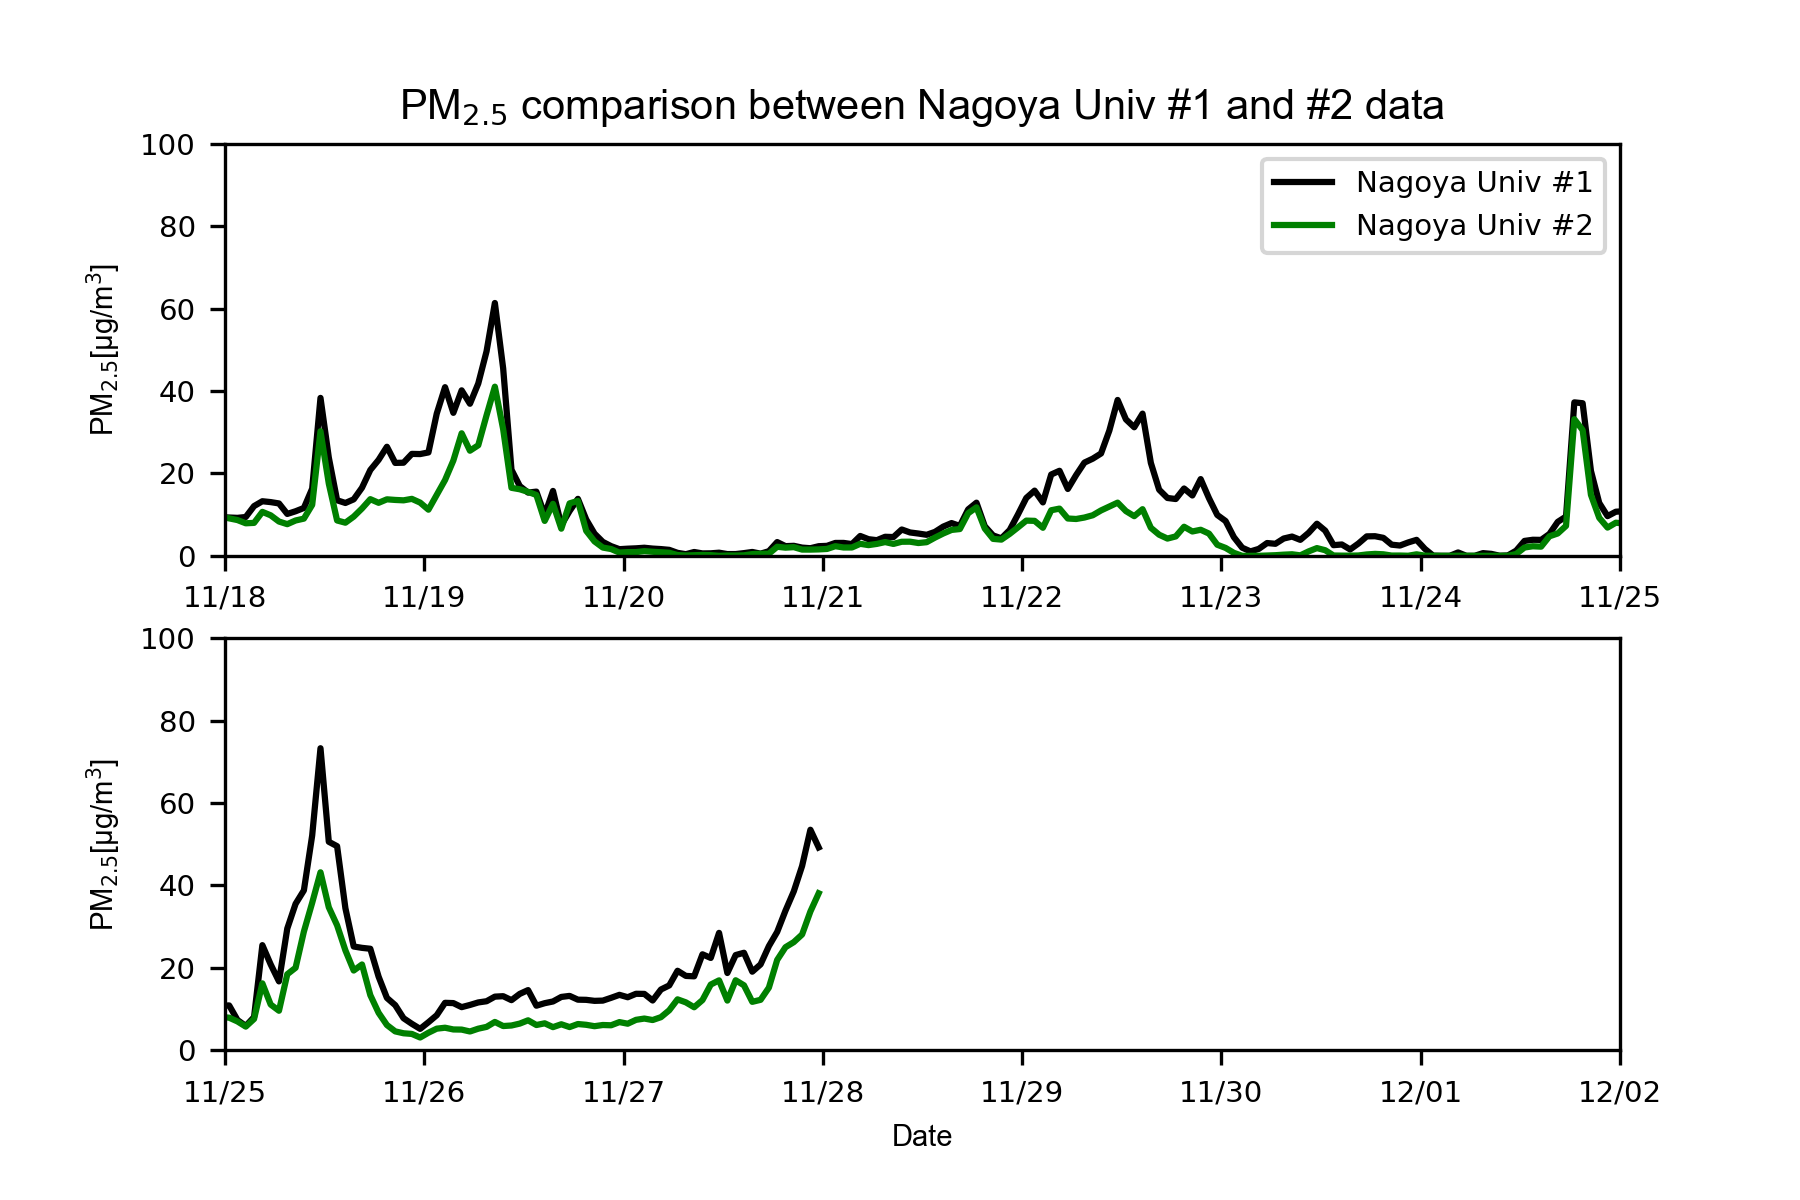 PM2.5 comparison between Nagoya Univ #1 and #2 data
PM2.5[μg/m3]
100
80
60
40
20
0
Nagoya Univ #1
Nagoya Univ #2
11/18 11/19 11/20 11/21 11/22 11/23 11/24 11/25
PM2.5[μg/m3]
100
80
60
40
20
0
11/25 11/26 11/27 11/28 11/29 11/30 12/01 12/02
Date